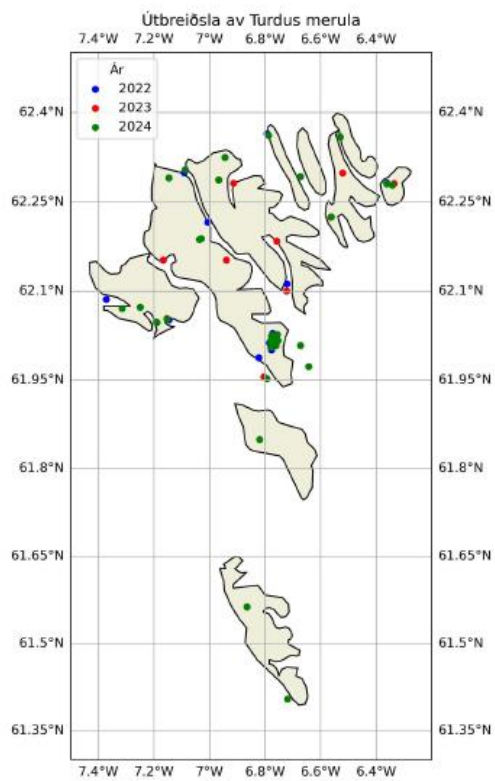 Útbreiðsla av Turdus merula
7.4°W 7.2°W 7°W 6.8°W 6.6°W 6.4°W
Ár
2022
2023
2024
62.4°N 62.4°N
62.25°N 62.25°N
62.1°N 62.1°N
61.95°N 61.95°N
61.8°N 61.8°N
61.65°N 61.65°N
61.5°N 61.5°N
61.35°N 61.35°N
7.4°W 7.2°W 7°W 6.8°W 6.6°W 6.4°W